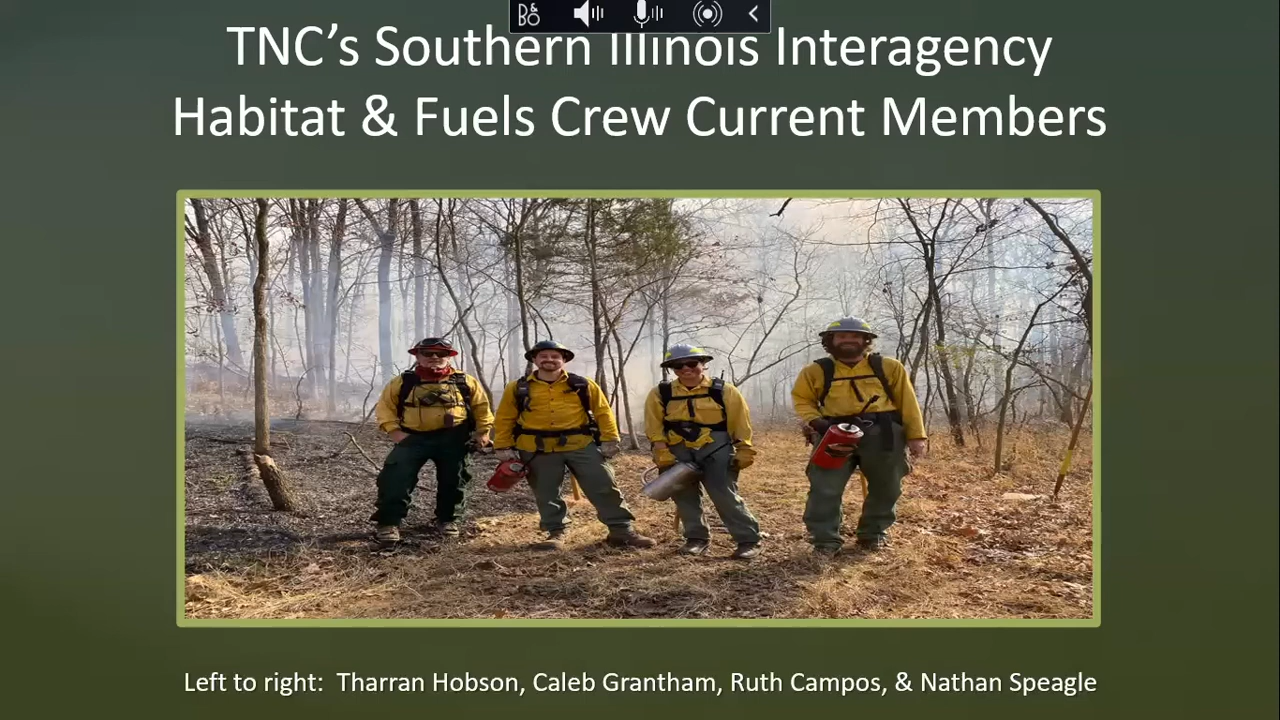 B&O
TNC’s Southern Illinois Interagency
Habitat & Fuels Crew Current Members
Left to right:  Tharran Hobson, Caleb Grantham, Ruth Campos, & Nathan Speagle